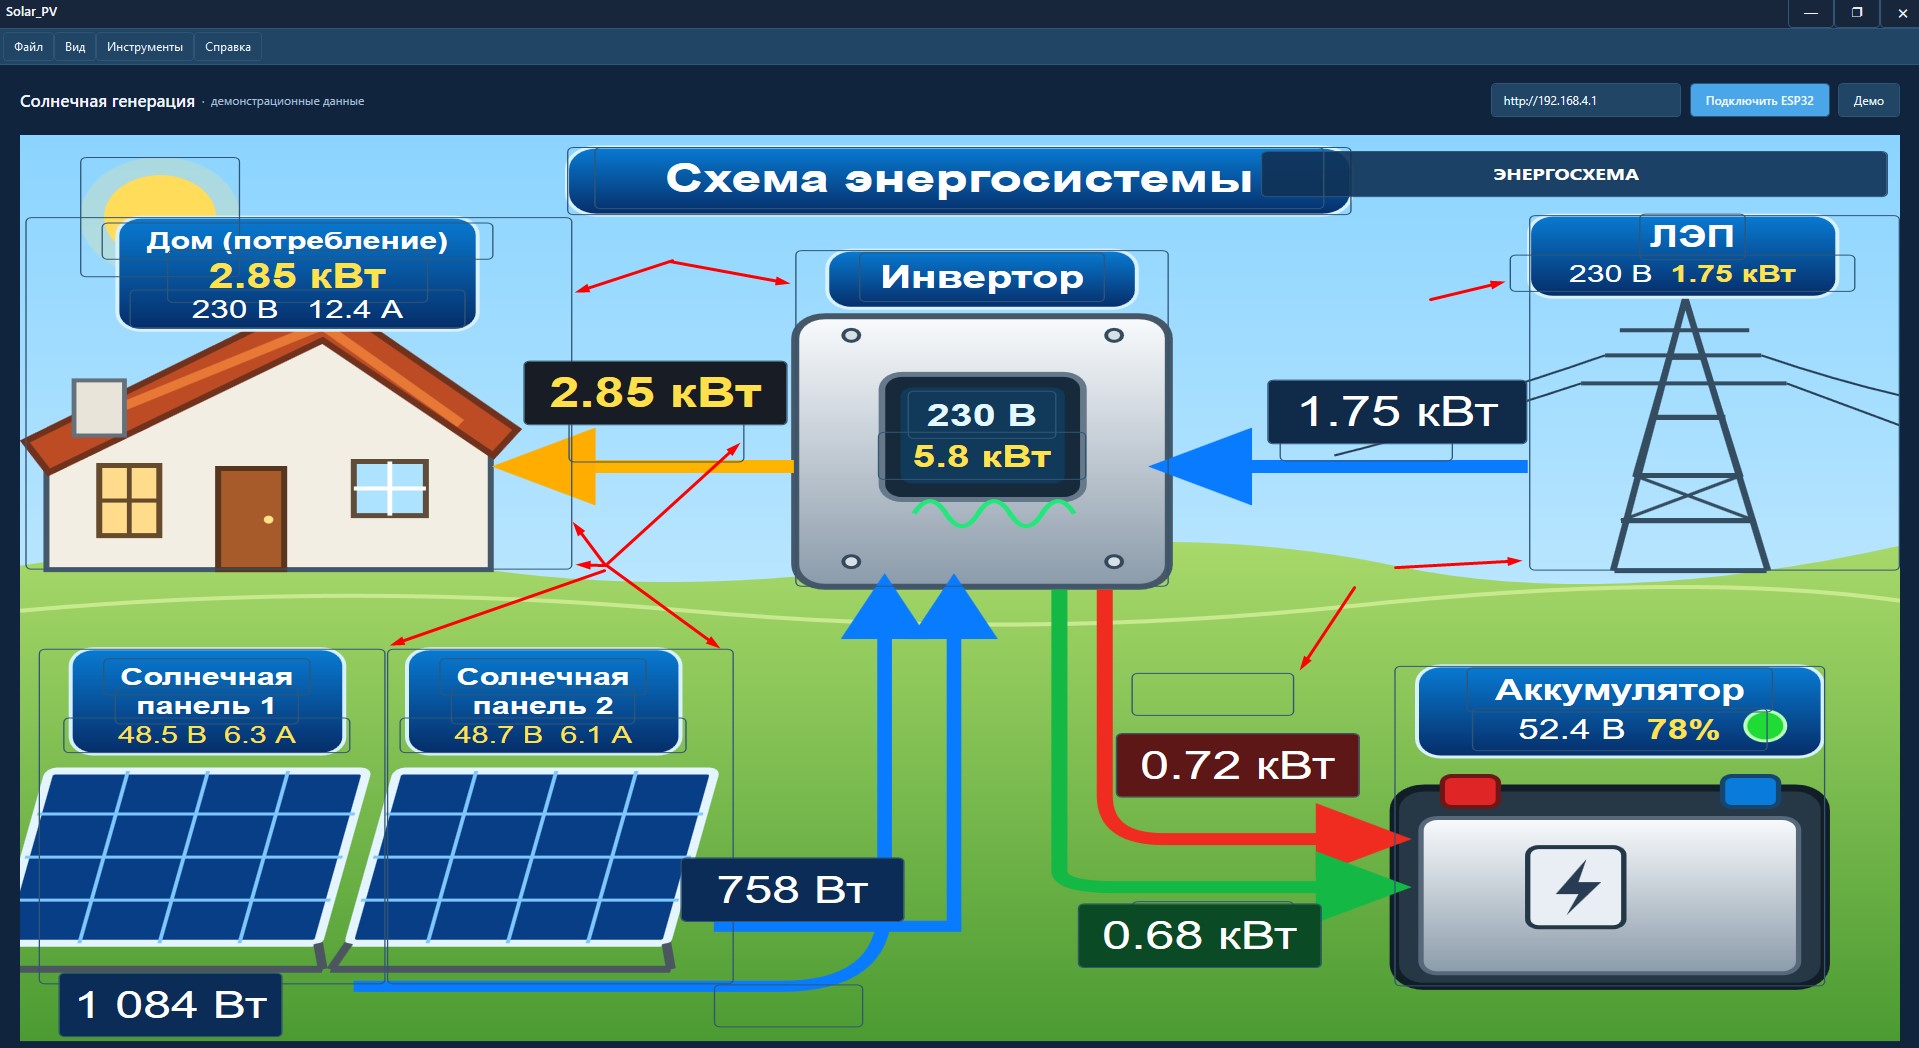 Solar_PV
Файл Вид Инструменты Справка
Солнечная генерация · демонстрационные данные
http://192.168.4.1 Подключить ESP32 Демо
Схема энергосистемы
ЭНЕРГОСХЕМА
Дом (потребление)
2.85 кВт
230 В 12.4 А
Инвертор
ЛЭП
230 В 1.75 кВт
2.85 кВт
230 В
5.8 кВт
1.75 кВт
Солнечная
панель 1
48.5 В 6.3 А
Солнечная
панель 2
48.7 В 6.1 А
Аккумулятор
52.4 В 78%
0.72 кВт
758 Вт
0.68 кВт
1 084 Вт